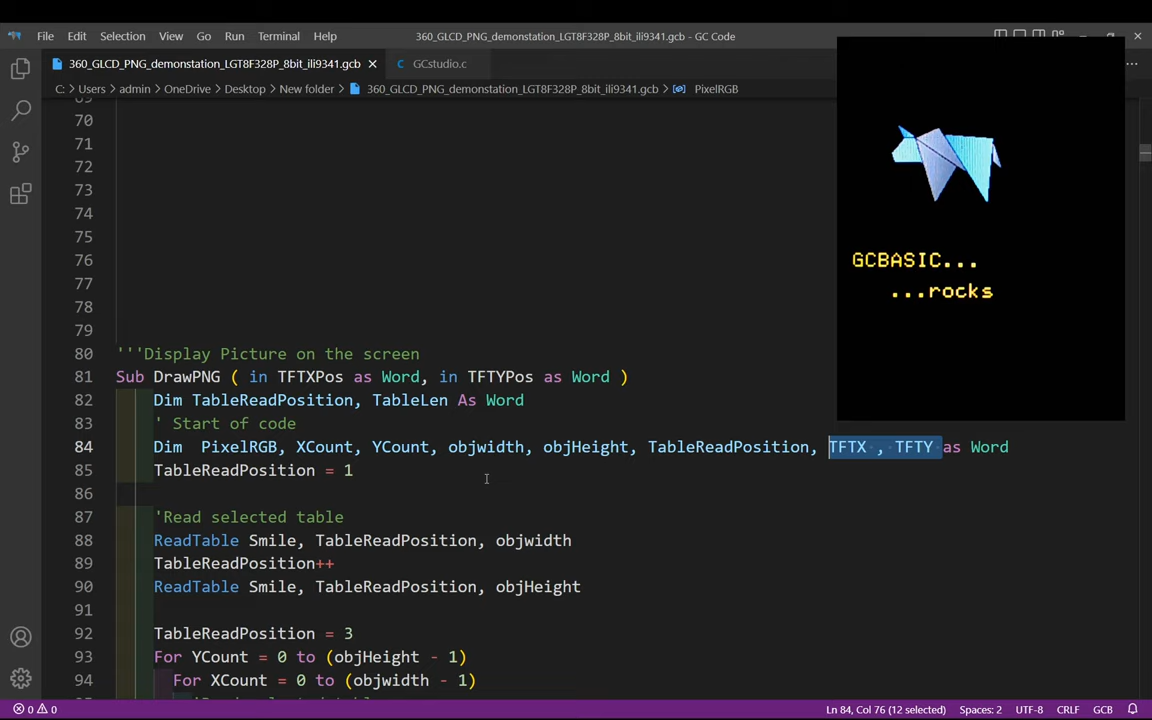 File Edit Selection View Go Run Terminal Help 360_GLCD_PNG_demonstation_LGT8F328P_8bit_ili9341.gcb - GC Code
360_GLCD_PNG_demonstation_LGT8F328P_8bit_ili9341.gcb GCstudio.c
C: > Users > admin > OneDrive > Desktop > New folder > 360_GLCD_PNG_demonstation_LGT8F328P_8bit_ili9341.gcb > PixelRGB
69
70
71
72
73
74
75
76
77
78
79
80 '''Display Picture on the screen
81 Sub DrawPNG ( in TFTXPos as Word, in TFTYPos as Word )
82 Dim TableReadPosition, TableLen As Word
83 ' Start of code
84 Dim PixelRGB, XCount, YCount, objwidth, objHeight, TableReadPosition, TFTX , TFTY as Word
85 TableReadPosition = 1
86
87 'Read selected table
88 ReadTable Smile, TableReadPosition, objwidth
89 TableReadPosition++
90 ReadTable Smile, TableReadPosition, objHeight
91
92 TableReadPosition = 3
93 For YCount = 0 to (objHeight - 1)
94 For XCount = 0 to (objwidth - 1)
GCBASIC...
...rocks
0 0 Ln 84, Col 76 (12 selected) Spaces: 2 UTF-8 CRLF GCB